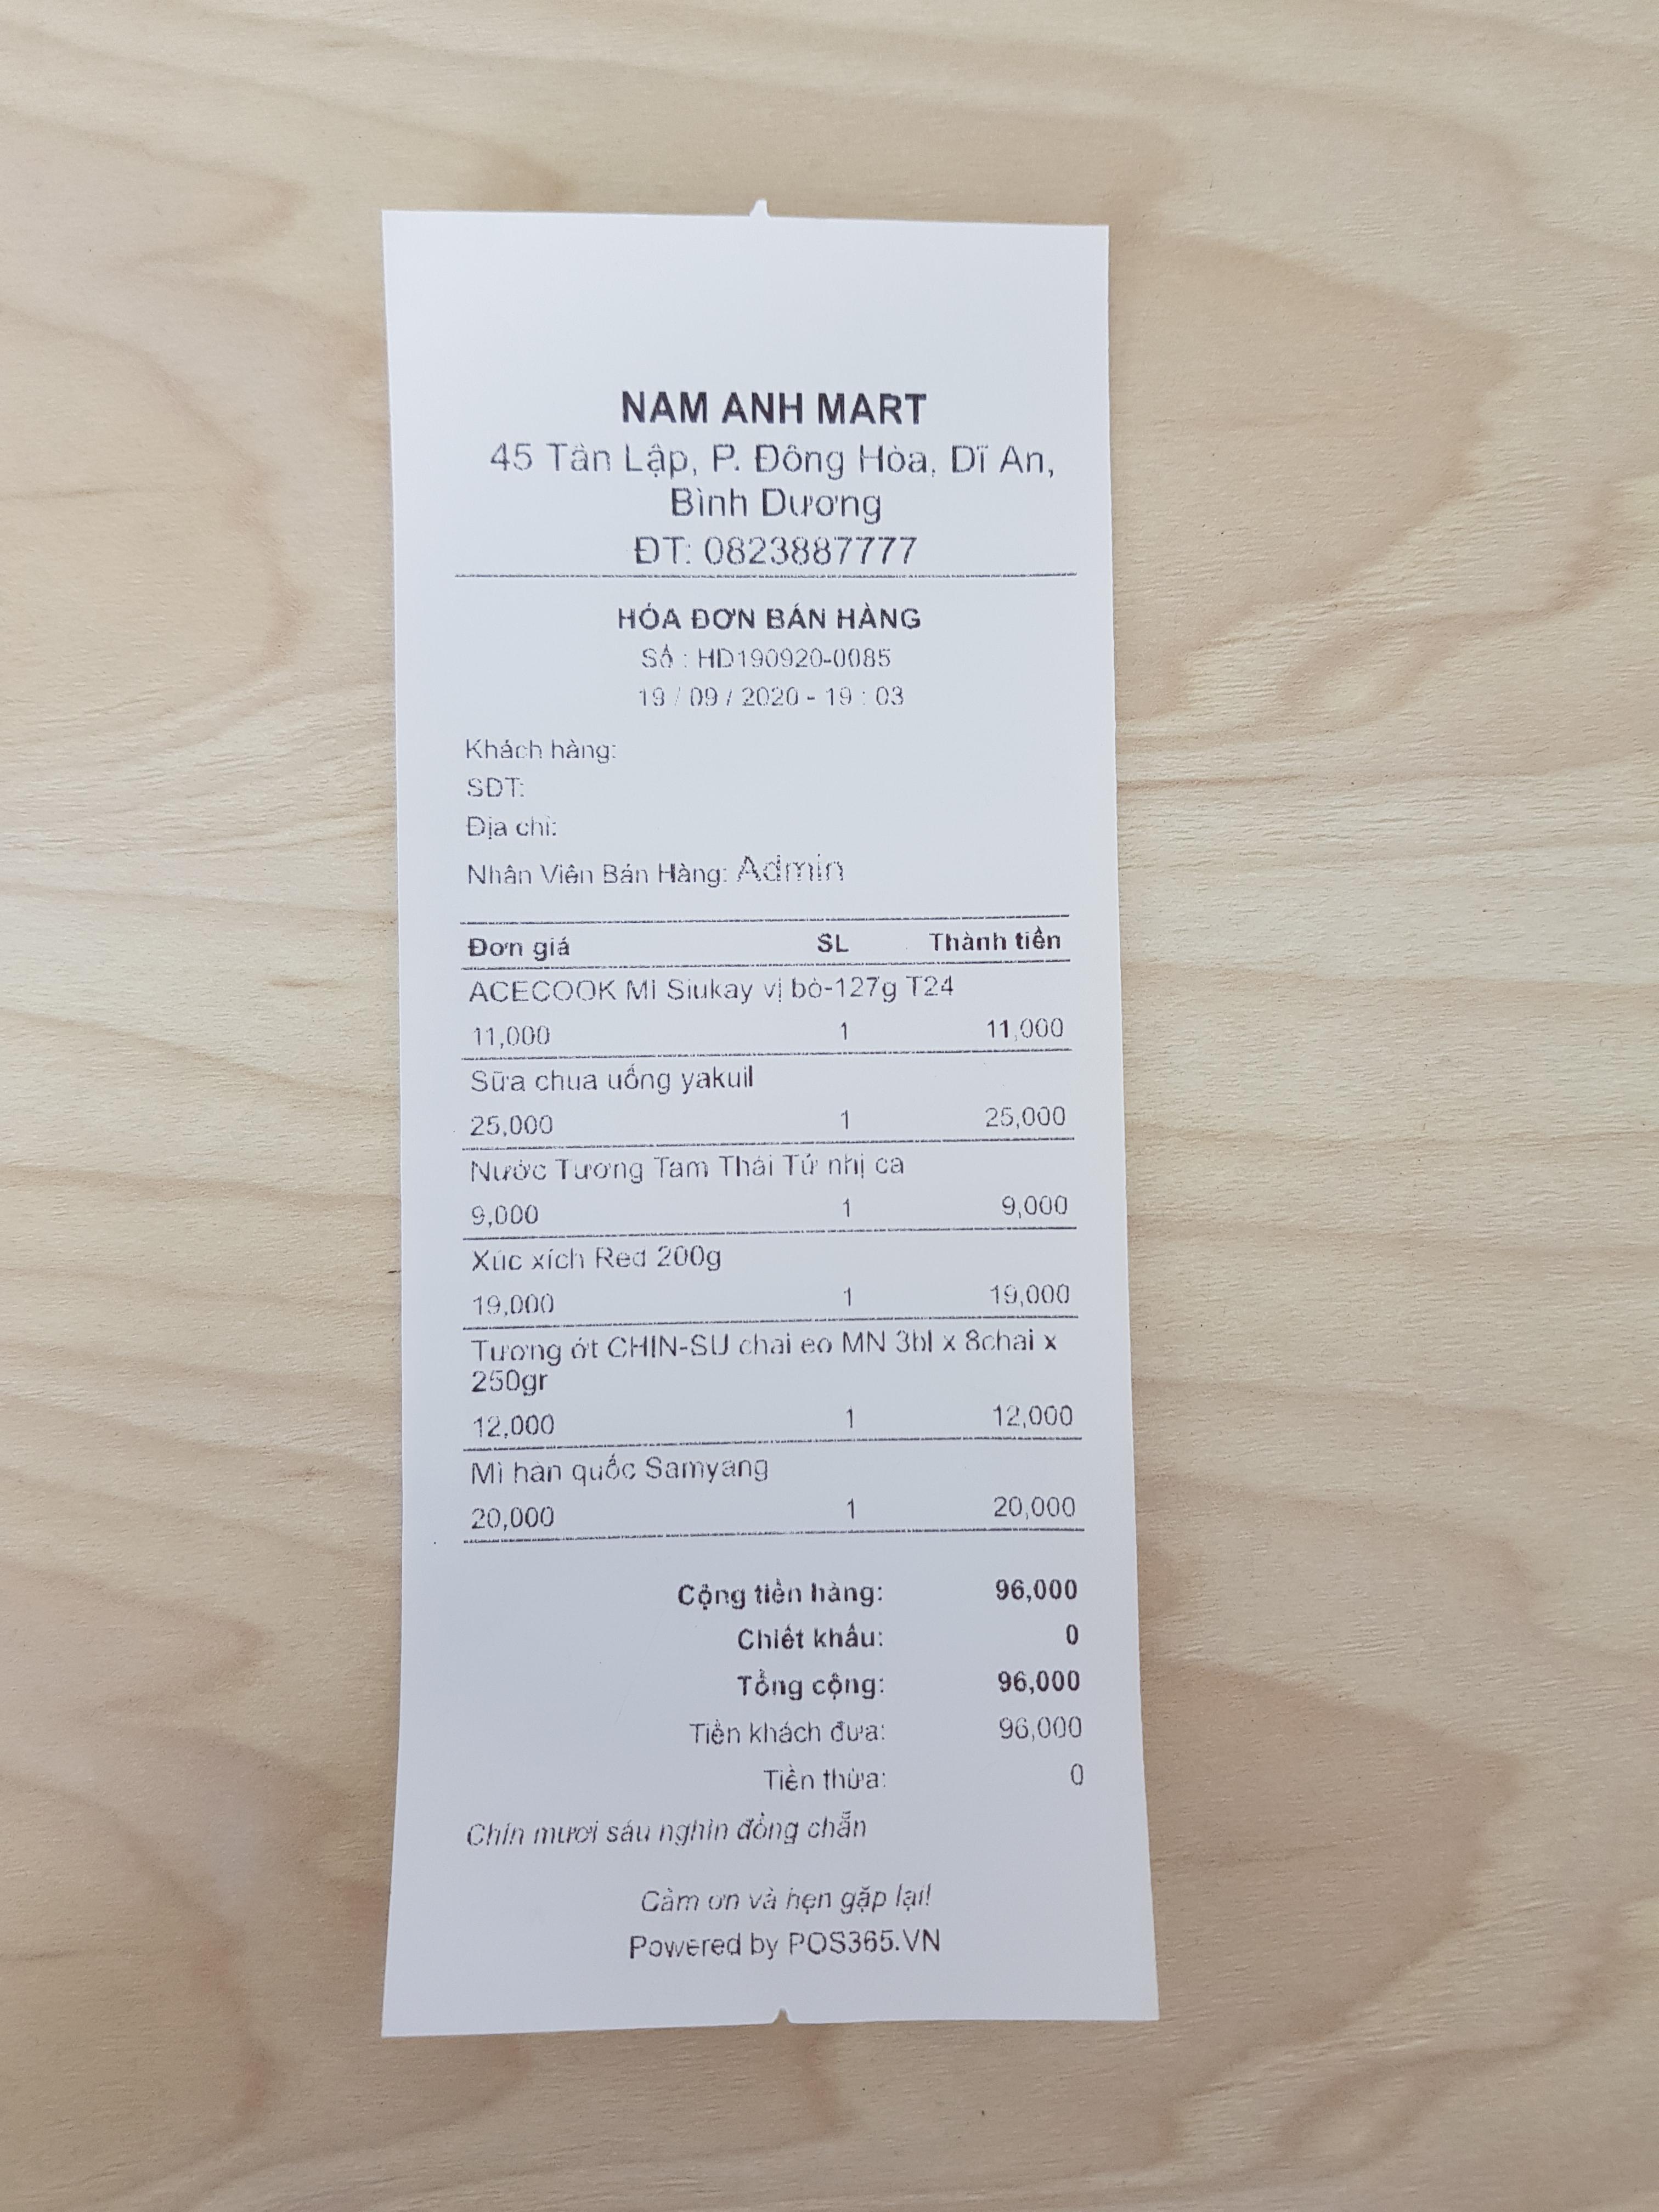 NAM ANH MART
45 Tân Lập, P. Đông Hòa, Dĩ An,
Bình Dương
ĐT: 0823887777
HÓA ĐƠN BÁN HÀNG
Số : HD190920-0085
19 / 09 / 2020 - 19 : 03
Khách hàng:
SDT:
Địa chỉ:
Nhân Viên Bán Hàng: Admin
Đơn giá SL Thành tiền
ACECOOK Mì Siukay vị bò-127g T24
11,000 1 11,000
Sữa chua uống yakuil
25,000 1 25,000
Nước Tương Tam Thái Tử nhị ca
9,000 1 9,000
Xúc xích Red 200g
19,000 1 19,000
Tương ớt CHIN-SU chai eo MN 3bl x 8chai x
250gr
12,000 1 12,000
Mì hàn quốc Samyang
20,000 1 20,000
Cộng tiền hàng: 96,000
Chiết khấu: 0
Tổng cộng: 96,000
Tiền khách đưa: 96,000
Tiền thừa: 0
Chín mươi sáu nghìn đồng chẵn
Cảm ơn và hẹn gặp lại!
Powered by POS365.VN